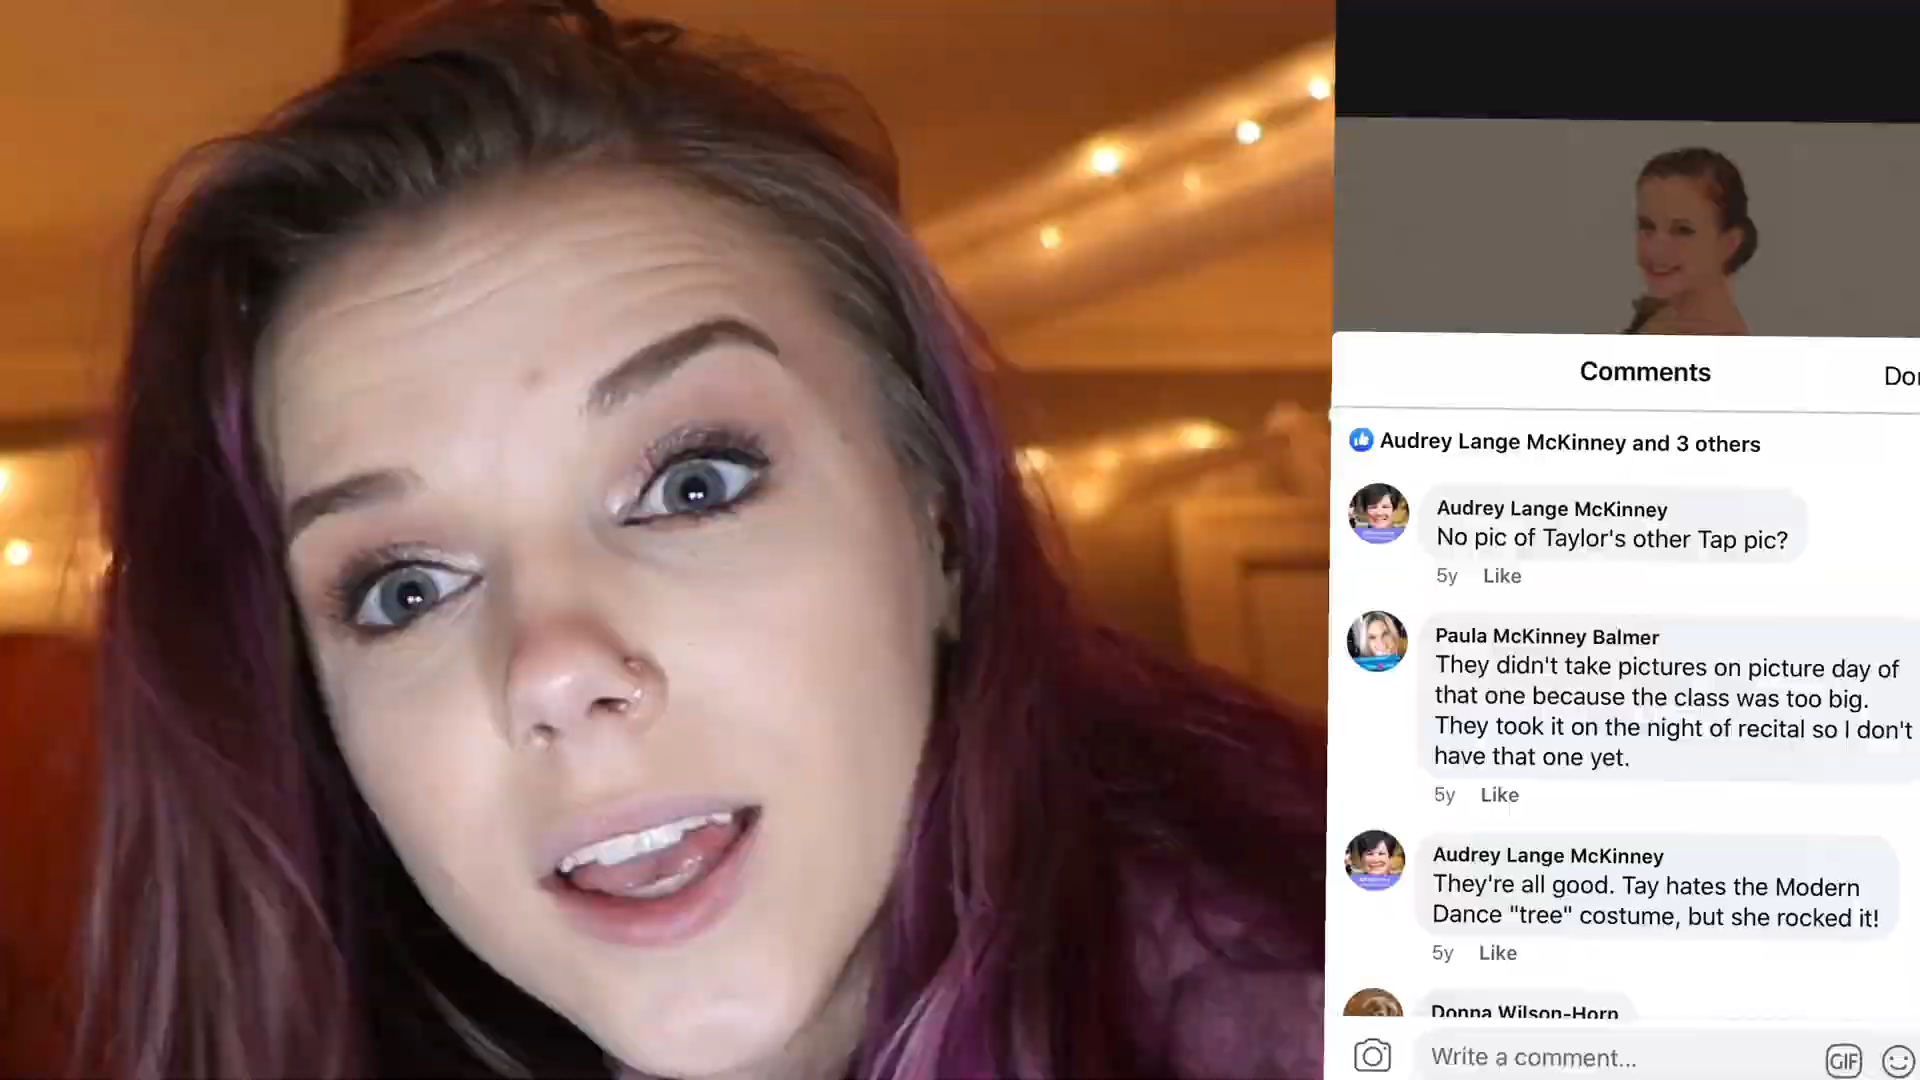 Comments
Audrey Lange McKinney and 3 others
Audrey Lange McKinney
No pic of Taylor's other Tap pic?
5y Like
Paula McKinney Balmer
They didn't take pictures on picture day of
that one because the class was too big.
They took it on the night of recital so I don't
have that one yet.
5y Like
Audrey Lange McKinney
They're all good. Tay hates the Modern
Dance "tree" costume, but she rocked it!
5y Like
Donna Wilson-Horn
Write a comment...
GIF